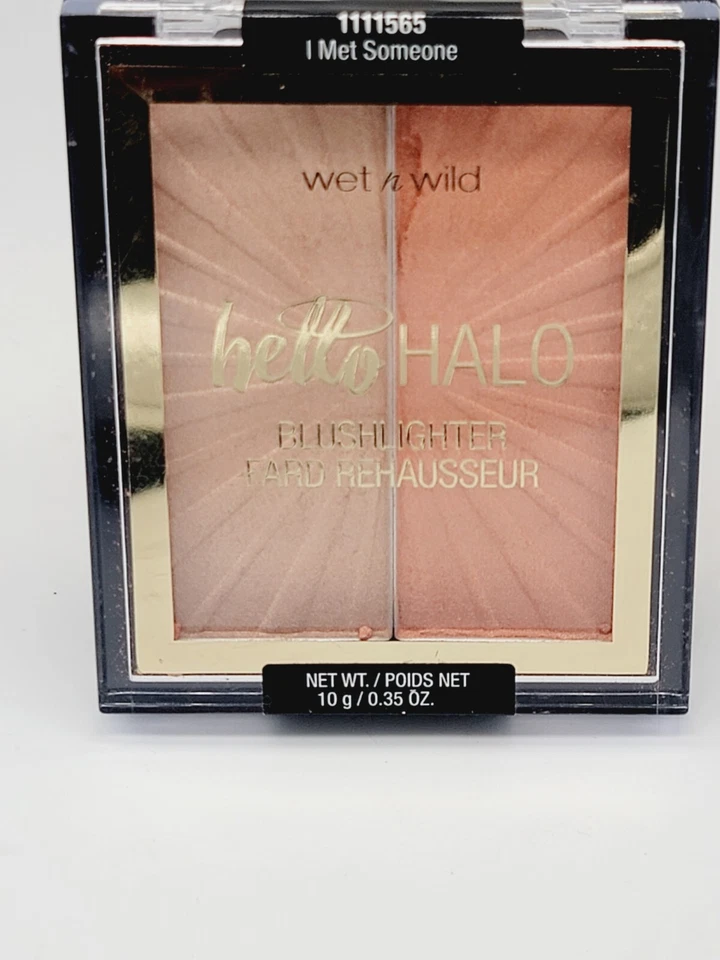 1111565
I Met Someone
wet n wild
hello HALO
BLUSHLIGHTER
FARD REHAUSSEUR
NET WT. / POIDS NET
10 g / 0.35 OZ.